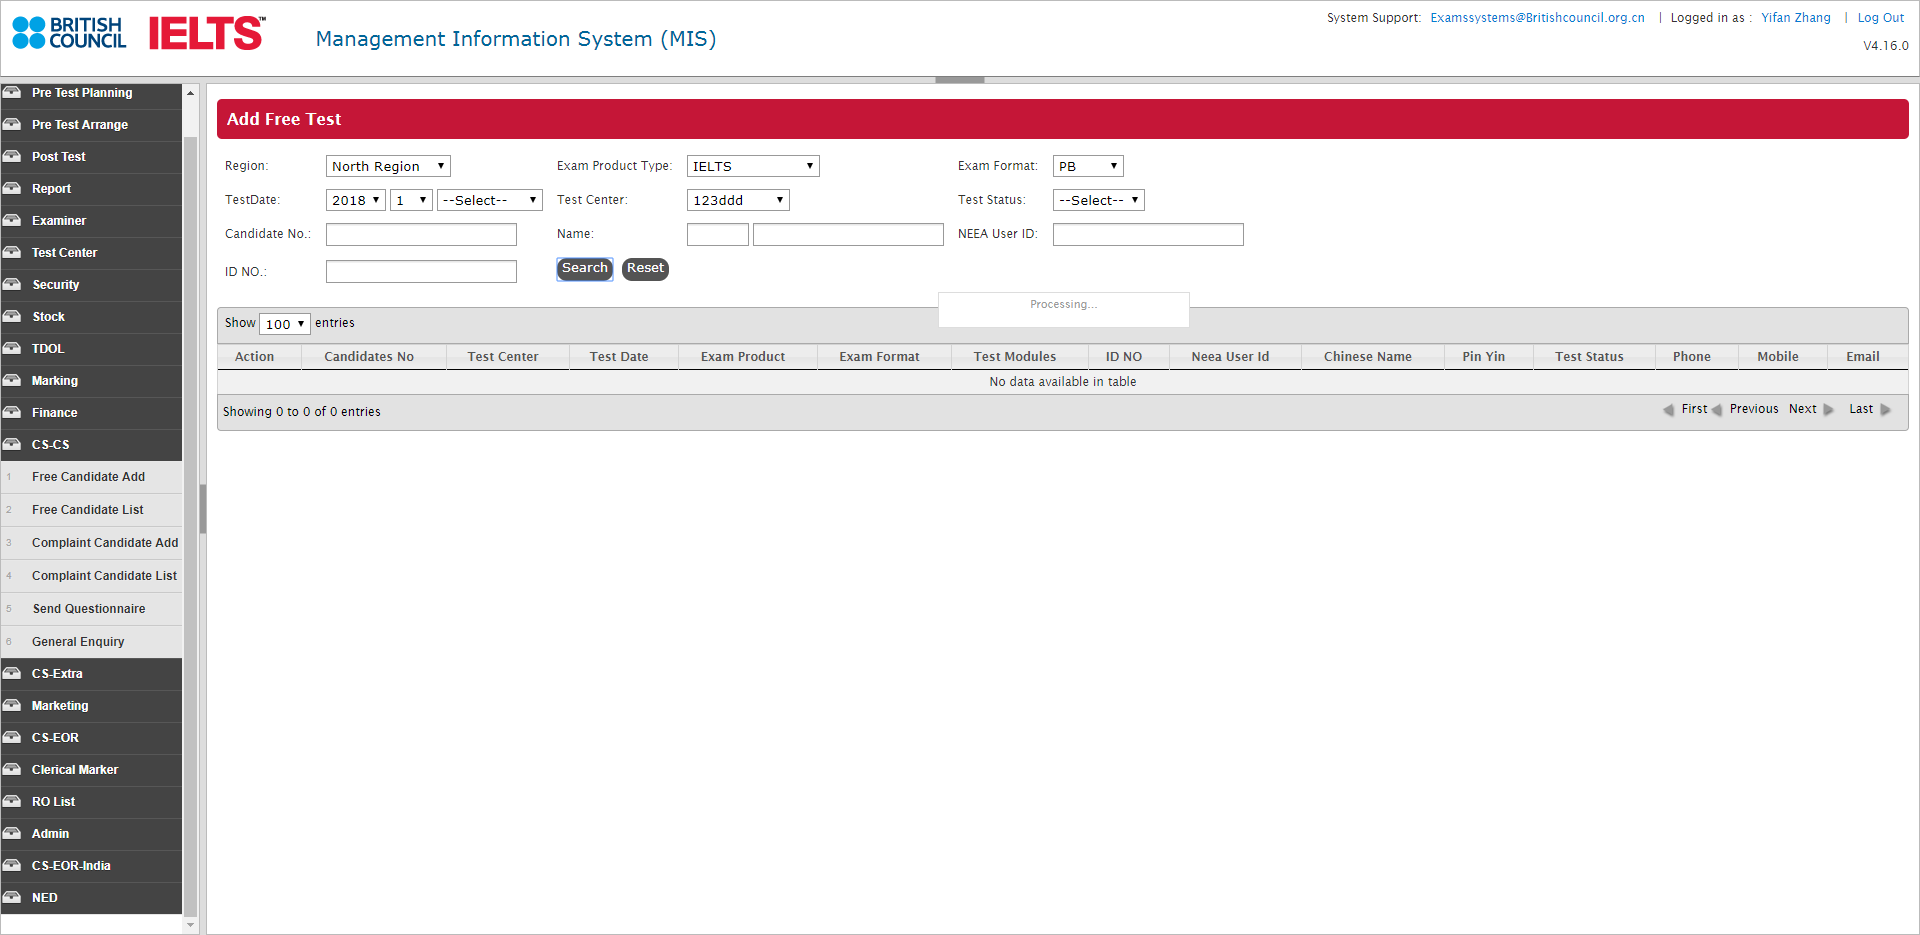 BRITISH COUNCIL IELTS™ Management Information System (MIS)
System Support: Examssystems@Britishcouncil.org.cn | Logged in as : Yifan Zhang | Log Out
V4.16.0
Pre Test Planning
Pre Test Arrange
Post Test
Report
Examiner
Test Center
Security
Stock
TDOL
Marking
Finance
CS-CS
1 Free Candidate Add
2 Free Candidate List
3 Complaint Candidate Add
4 Complaint Candidate List
5 Send Questionnaire
6 General Enquiry
CS-Extra
Marketing
CS-EOR
Clerical Marker
RO List
Admin
CS-EOR-India
NED
Add Free Test
Region: North Region Exam Product Type: IELTS Exam Format: PB
TestDate: 2018 1 --Select-- Test Center: 123ddd Test Status: --Select--
Candidate No.: Name: NEEA User ID:
ID NO.: Search Reset
Processing...
Show 100 entries
Action Candidates No Test Center Test Date Exam Product Exam Format Test Modules ID NO Neea User Id Chinese Name Pin Yin Test Status Phone Mobile Email
No data available in table
Showing 0 to 0 of 0 entries First Previous Next Last